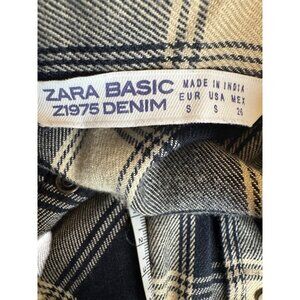 ZARA BASIC
Z1975 DENIM
MADE IN INDIA
EUR USA MEX
S S 26